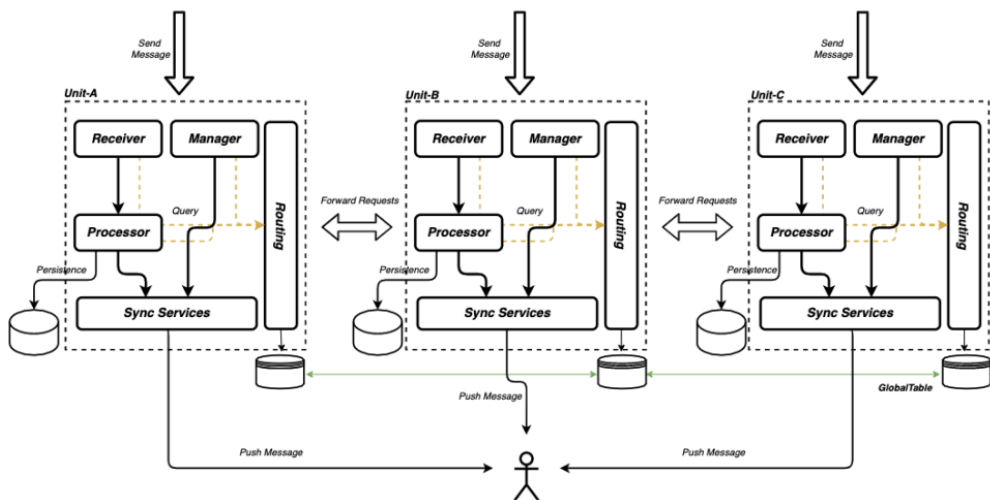 Send
Message
Send
Message
Send
Message
Unit-A
Unit-B
Unit-C
Receiver
Manager
Receiver
Manager
Receiver
Manager
Routing
Routing
Routing
Forward Requests
Forward Requests
Query
Query
Query
Processor
Processor
Processor
Persistence
Persistence
Persistence
Sync Services
Sync Services
Sync Services
GlobalTable
Push Message
Push Message
Push Message